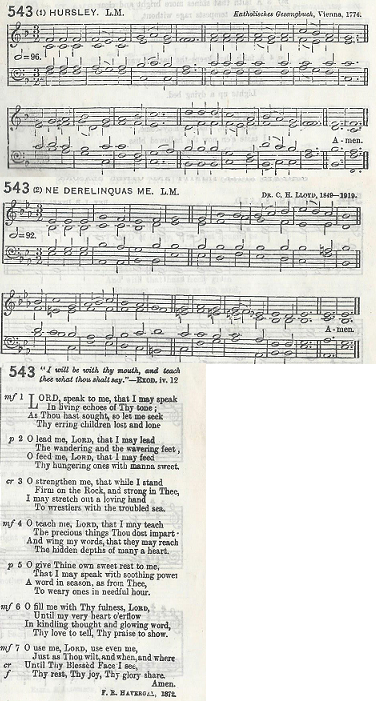 543 (1) HURSLEY. L.M. Katholisches Gesangbuch, Vienna, 1774.
=96.
A - men.
543 (2) NE DERELINQUAS ME. L.M. DR. C. H. LLOYD, 1849—1919.
=92.
A - men.
543 "I will be with thy mouth, and teach
thee what thou shalt say."—EXOD. iv. 12
mf 1 LORD, speak to me, that I may speak
In living echoes of Thy tone;
As Thou hast sought, so let me seek
Thy erring children lost and lone
p 2 O lead me, LORD, that I may lead
The wandering and the wavering feet,
O feed me, LORD, that I may feed
Thy hungering ones with manna sweet.
cr 3 O strengthen me, that while I stand
Firm on the Rock, and strong in Thee,
I may stretch out a loving hand
To wrestlers with the troubled sea.
mf 4 O teach me, LORD, that I may teach
The precious things Thou dost impart·
And wing my words, that they may reach
The hidden depths of many a heart.
p 5 O give Thine own sweet rest to me,
That I may speak with soothing power
A word in season, as from Thee,
To weary ones in needful hour.
mf 6 O fill me with Thy fulness, LORD,
Until my very heart o'erflow
In kindling thought and glowing word,
Thy love to tell, Thy praise to show.
mf 7 O use me, LORD, use even me,
Just as Thou wilt, and when, and where
cr Until Thy Blessèd Face I see,
f Thy rest, Thy joy, Thy glory share.
Amen.
F. R. HAVERGAL, 1872.